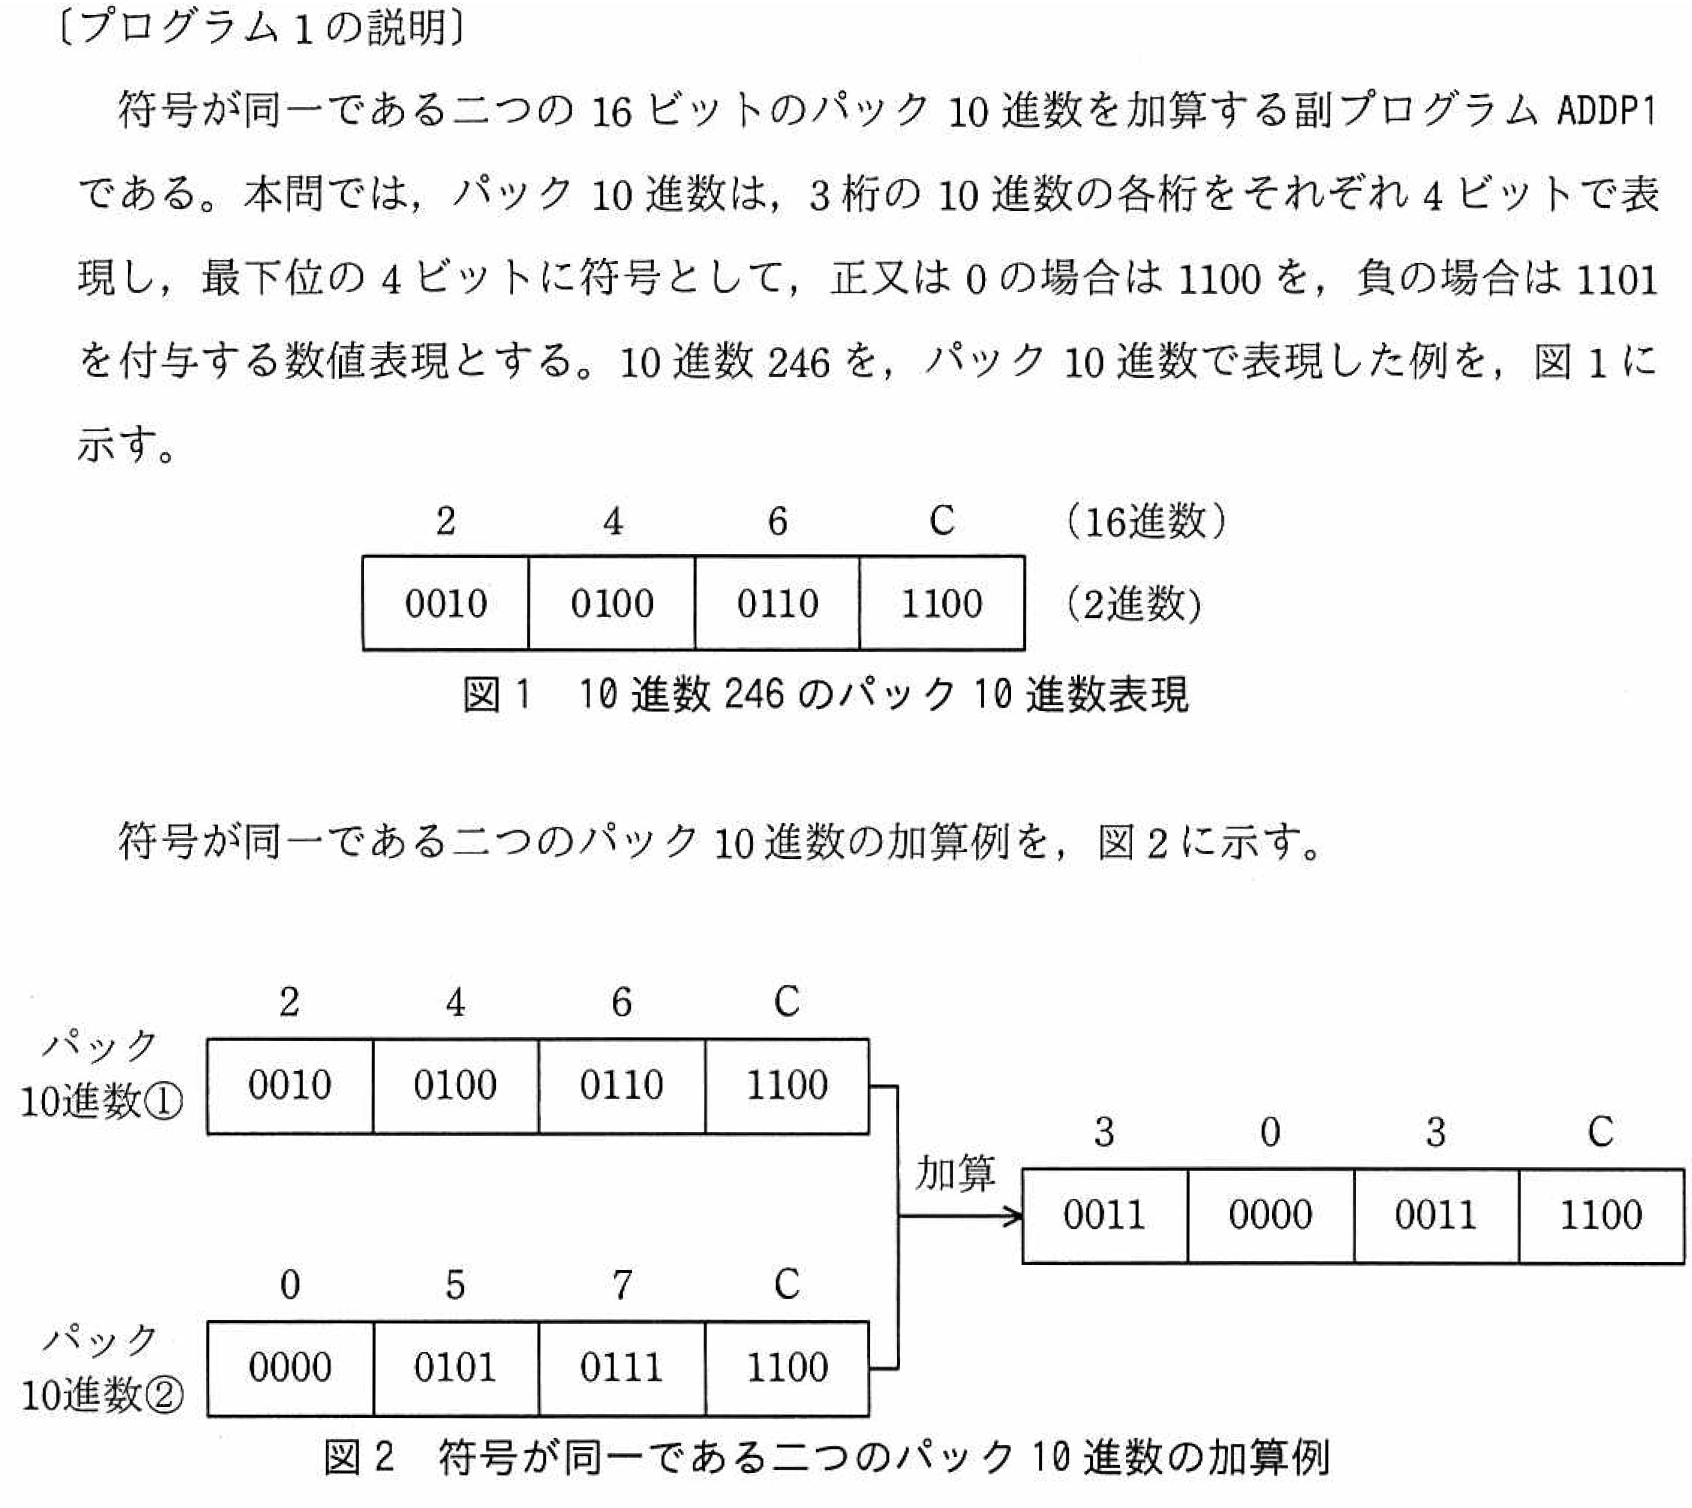 〔プログラム1の説明〕
符号が同一である二つの 16 ビットのパック 10 進数を加算する副プログラム ADDP1
である。本問では，パック 10 進数は，3 桁の 10 進数の各桁をそれぞれ 4 ビットで表
現し，最下位の 4 ビットに符号として，正又は 0 の場合は 1100 を，負の場合は 1101
を付与する数値表現とする。10 進数 246 を，パック 10 進数で表現した例を，図 1 に
示す。
2 4 6 C （16進数）
0010 0100 0110 1100 （2進数）
図1 10 進数 246 のパック 10 進数表現
符号が同一である二つのパック 10 進数の加算例を，図 2 に示す。
2 4 6 C
パック
10進数①
0010 0100 0110 1100
加算
3 0 3 C
0011 0000 0011 1100
0 5 7 C
パック
10進数②
0000 0101 0111 1100
図2 符号が同一である二つのパック 10 進数の加算例